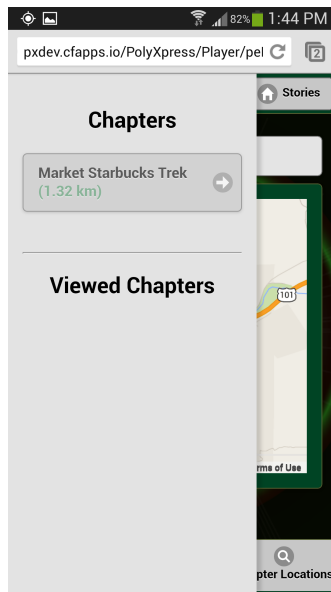 82% 1:44 PM
pxdev.cfapps.io/PolyXpress/Player/pel
2
Stories
Chapters
Market Starbucks Trek
(1.32 km)
101
Viewed Chapters
rms of Use
pter Locations